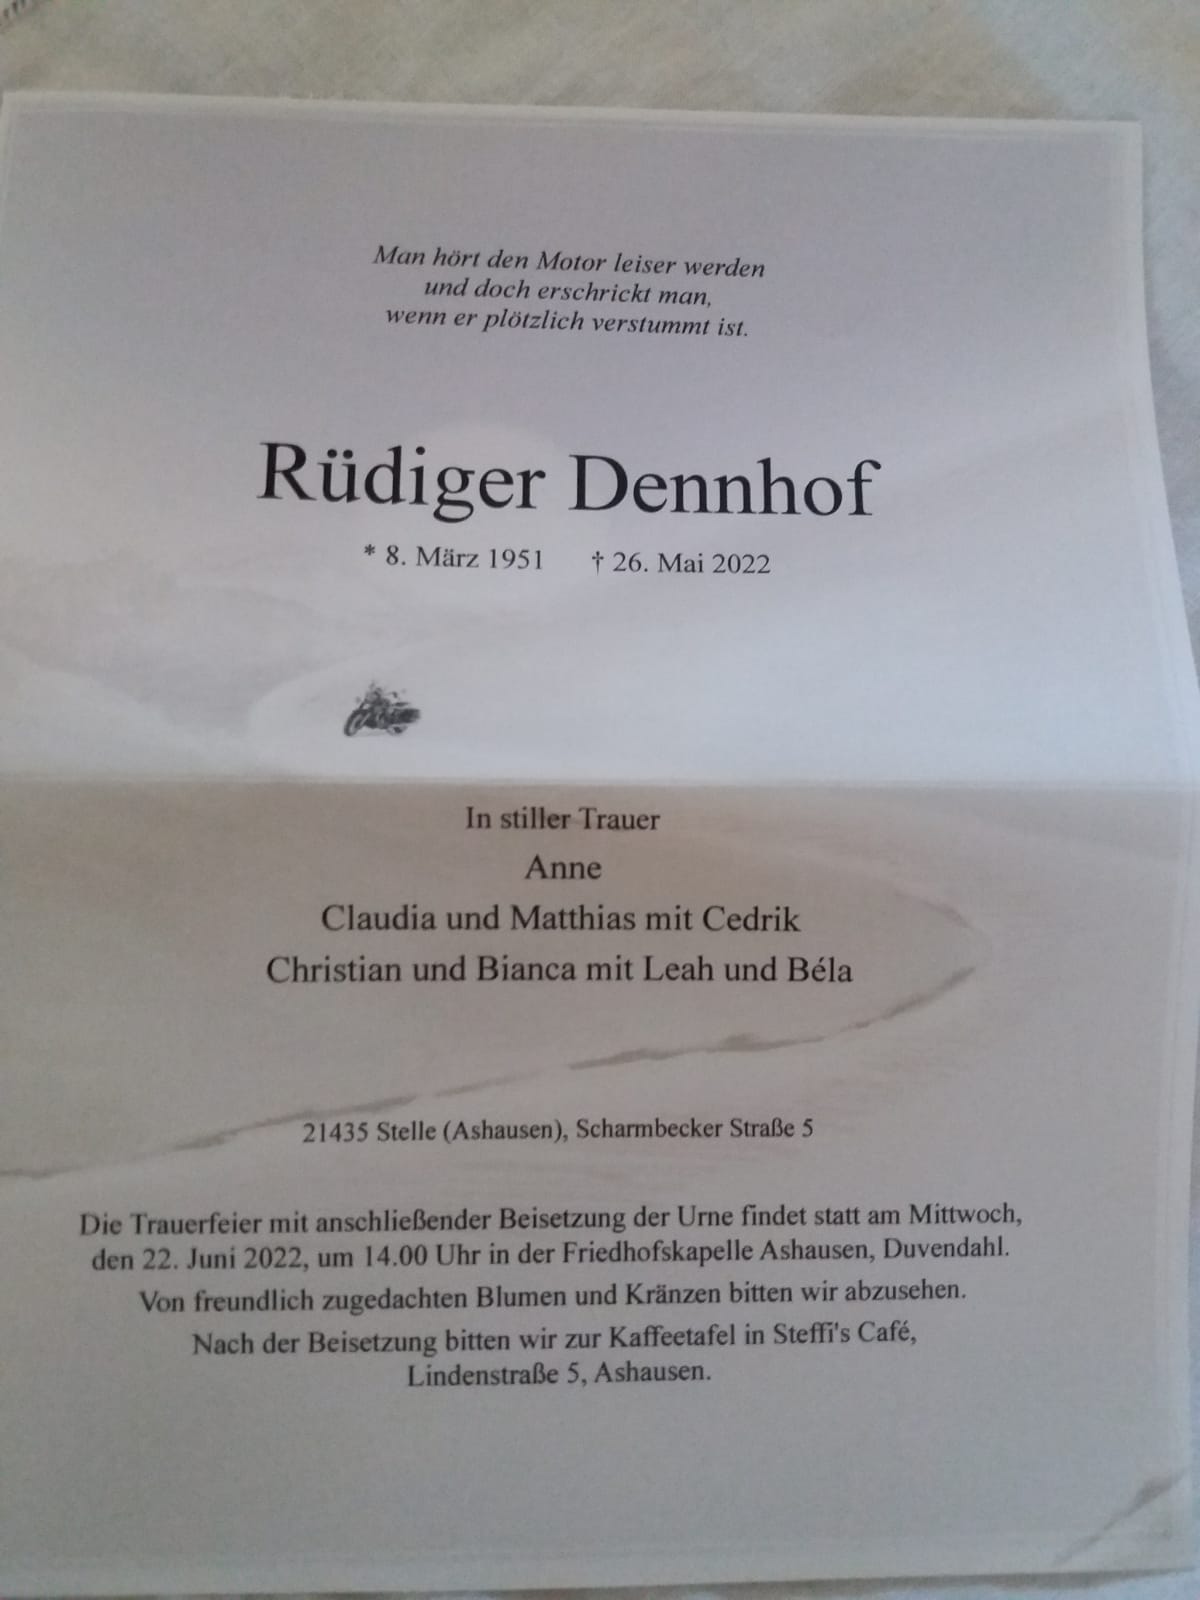 Man hört den Motor leiser werden
und doch erschrickt man,
wenn er plötzlich verstummt ist.
Rüdiger Dennhof
* 8. März 1951 † 26. Mai 2022
In stiller Trauer
Anne
Claudia und Matthias mit Cedrik
Christian und Bianca mit Leah und Béla
21435 Stelle (Ashausen), Scharmbecker Straße 5
Die Trauerfeier mit anschließender Beisetzung der Urne findet statt am Mittwoch,
den 22. Juni 2022, um 14.00 Uhr in der Friedhofskapelle Ashausen, Duvendahl.
Von freundlich zugedachten Blumen und Kränzen bitten wir abzusehen.
Nach der Beisetzung bitten wir zur Kaffeetafel in Steffi's Café,
Lindenstraße 5, Ashausen.